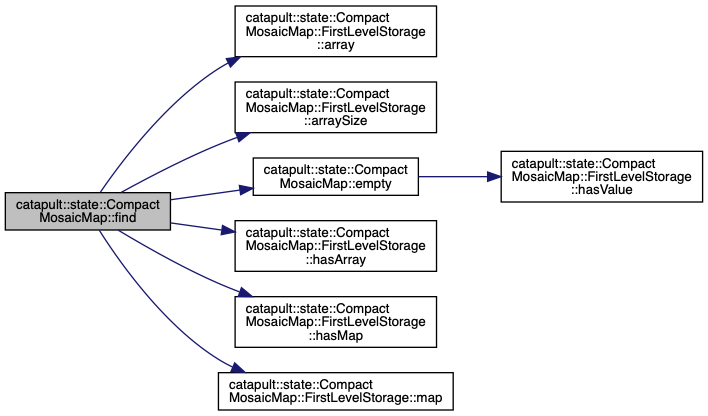 catapult::state::Compact
MosaicMap::find
catapult::state::Compact
MosaicMap::FirstLevelStorage
::array
catapult::state::Compact
MosaicMap::FirstLevelStorage
::arraySize
catapult::state::Compact
MosaicMap::empty
catapult::state::Compact
MosaicMap::FirstLevelStorage
::hasValue
catapult::state::Compact
MosaicMap::FirstLevelStorage
::hasArray
catapult::state::Compact
MosaicMap::FirstLevelStorage
::hasMap
catapult::state::Compact
MosaicMap::FirstLevelStorage::map